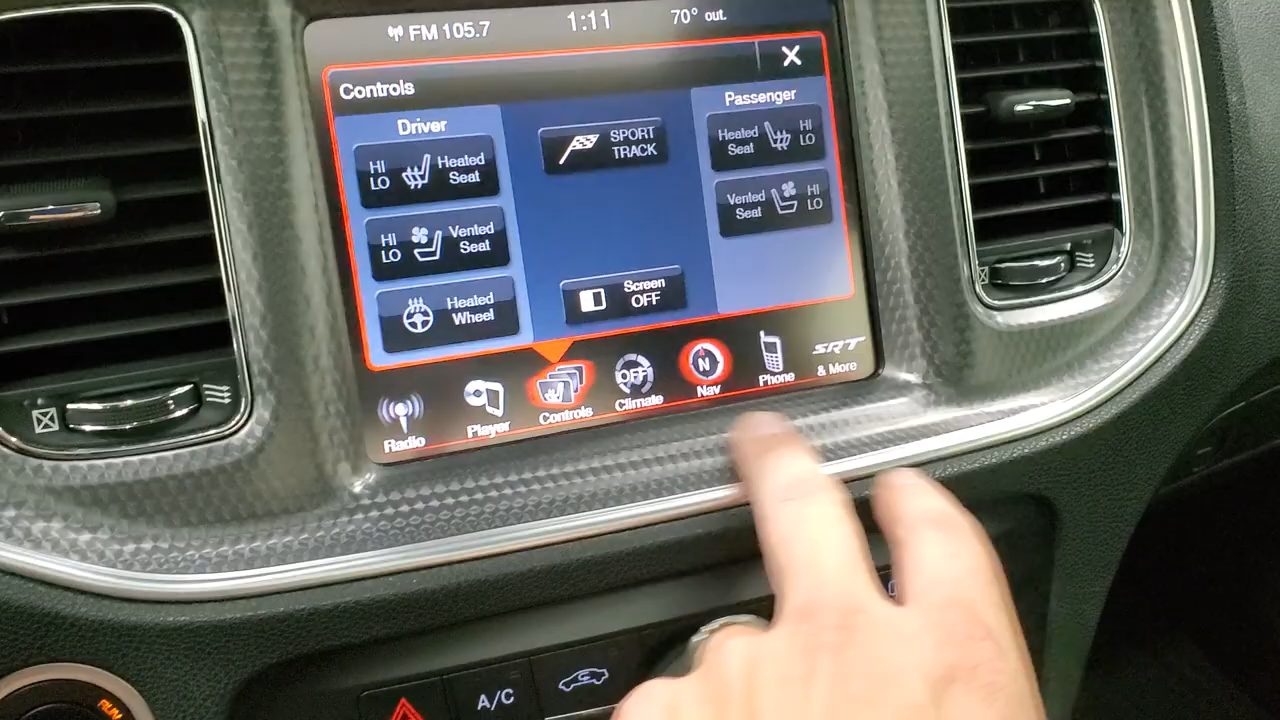 FM 105.7
1:11
70° out.
Controls
X
Driver
HI
LO
Heated
Seat
HI
LO
Vented
Seat
Heated
Wheel
SPORT
TRACK
Screen
OFF
Passenger
Heated
Seat
HI
LO
Vented
Seat
HI
LO
Radio
Player
Controls
OFF
Climate
N
Nav
Phone
SRT
& More
A/C
RUN